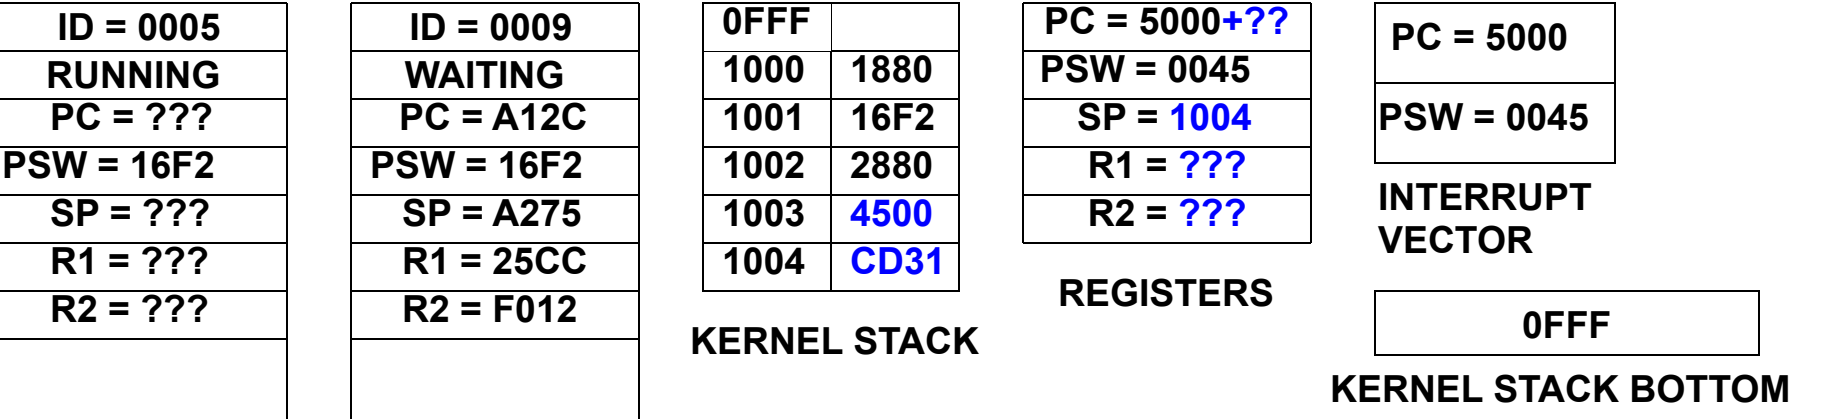 ID = 0005
RUNNING
PC = ???
PSW = 16F2
SP = ???
R1 = ???
R2 = ???
ID = 0009
WAITING
PC = A12C
PSW = 16F2
SP = A275
R1 = 25CC
R2 = F012
0FFF
1000 1880
1001 16F2
1002 2880
1003 4500
1004 CD31
KERNEL STACK
PC = 5000+??
PSW = 0045
SP = 1004
R1 = ???
R2 = ???
REGISTERS
PC = 5000
PSW = 0045
INTERRUPT
VECTOR
0FFF
KERNEL STACK BOTTOM